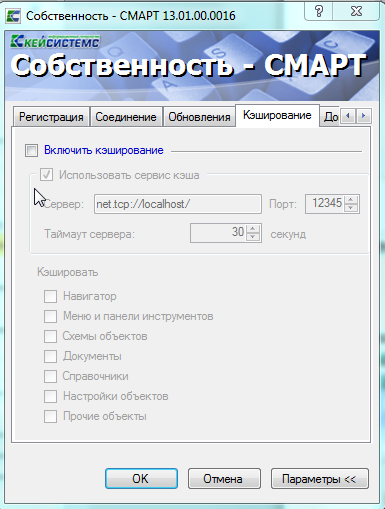 Собственность - СМАРТ 13.01.00.0016
КЕЙСИСТЕМС
Собственность - СМАРТ
Регистрация Соединение Обновления Кэширование До
Включить кэширование
Использовать сервис кэша
Сервер: net.tcp://localhost/ Порт: 12345
Таймаут сервера: 30 секунд
Кэшировать
Навигатор
Меню и панели инструментов
Схемы объектов
Документы
Справочники
Настройки объектов
Прочие объекты
OK Отмена Параметры <<